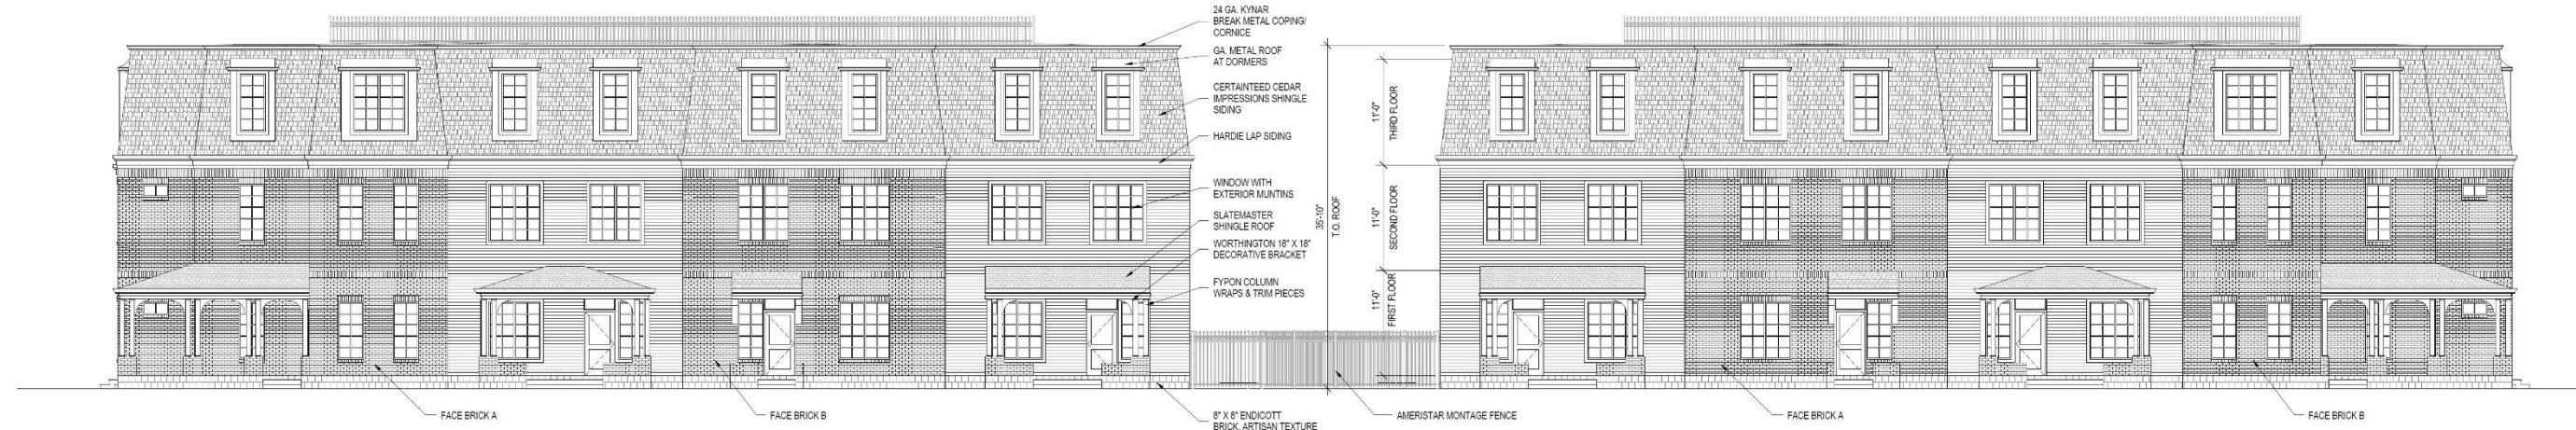 24 GA. KYNAR
BREAK METAL COPING/
CORNICE
GA. METAL ROOF
AT DORMERS
CERTAINTEED CEDAR
IMPRESSIONS SHINGLE
SIDING
HARDIE LAP SIDING
WINDOW WITH
EXTERIOR MUNTINS
SLATEMASTER
SHINGLE ROOF
WORTHINGTON 18" X 18"
DECORATIVE BRACKET
FYPON COLUMN
WRAPS & TRIM PIECES
35'-10"
T.O. ROOF
11'-0"
THIRD FLOOR
11'-0"
SECOND FLOOR
11'-0"
FIRST FLOOR
FACE BRICK A
FACE BRICK B
8" X 8" ENDICOTT
BRICK, ARTISAN TEXTURE
AMERISTAR MONTAGE FENCE
FACE BRICK A
FACE BRICK B